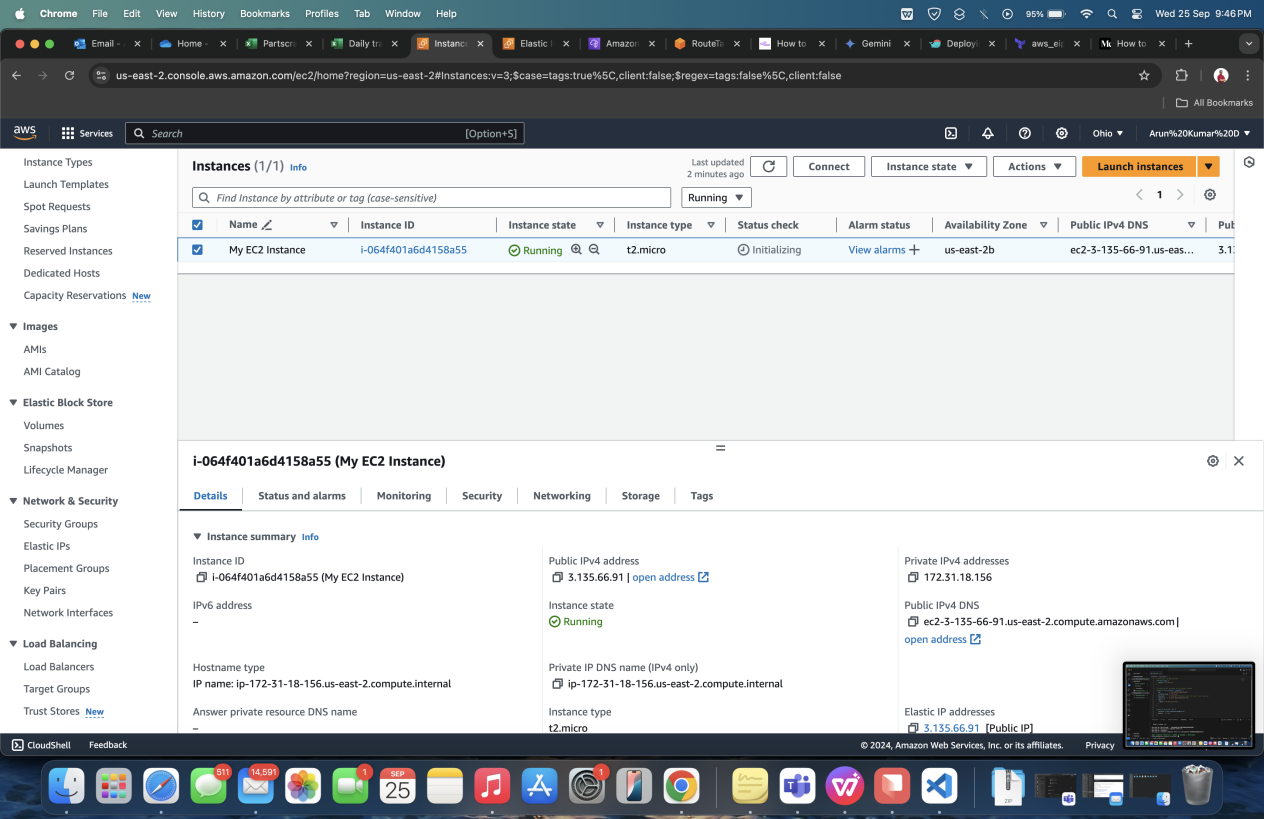 Chrome File Edit View History Bookmarks Profiles Tab Window Help 95% Wed 25 Sep 9:46PM
Email - Home - Partscre Daily tra Instanc Elastic I Amazon RouteTa How to Gemini Deployi aws_eip How to
us-east-2.console.aws.amazon.com/ec2/home?region=us-east-2#Instances:v=3;$case=tags:true%5C,client:false;$regex=tags:false%5C,client:false
All Bookmarks
aws Services Search [Option+S] Ohio Arun%20Kumar%20D
Instance Types
Launch Templates
Spot Requests
Savings Plans
Reserved Instances
Dedicated Hosts
Capacity Reservations New
Images
AMIs
AMI Catalog
Elastic Block Store
Volumes
Snapshots
Lifecycle Manager
Network & Security
Security Groups
Elastic IPs
Placement Groups
Key Pairs
Network Interfaces
Load Balancing
Load Balancers
Target Groups
Trust Stores New
Instances (1/1) Info
Last updated
2 minutes ago
Connect Instance state Actions Launch instances
Find Instance by attribute or tag (case-sensitive) Running 1
Name Instance ID Instance state Instance type Status check Alarm status Availability Zone Public IPv4 DNS Pub
My EC2 Instance i-064f401a6d4158a55 Running t2.micro Initializing View alarms us-east-2b ec2-3-135-66-91.us-eas... 3.1
i-064f401a6d4158a55 (My EC2 Instance)
Details Status and alarms Monitoring Security Networking Storage Tags
Instance summary Info
Instance ID
i-064f401a6d4158a55 (My EC2 Instance)
Public IPv4 address
3.135.66.91 | open address
Private IPv4 addresses
172.31.18.156
IPv6 address
–
Instance state
Running
Public IPv4 DNS
ec2-3-135-66-91.us-east-2.compute.amazonaws.com |
open address
Hostname type
IP name: ip-172-31-18-156.us-east-2.compute.internal
Private IP DNS name (IPv4 only)
ip-172-31-18-156.us-east-2.compute.internal
Answer private resource DNS name
–
Instance type
t2.micro
Elastic IP addresses
3.135.66.91 [Public IP]
CloudShell Feedback © 2024, Amazon Web Services, Inc. or its affiliates. Privacy
511 14,591 1 SEP 25 1 ZIP